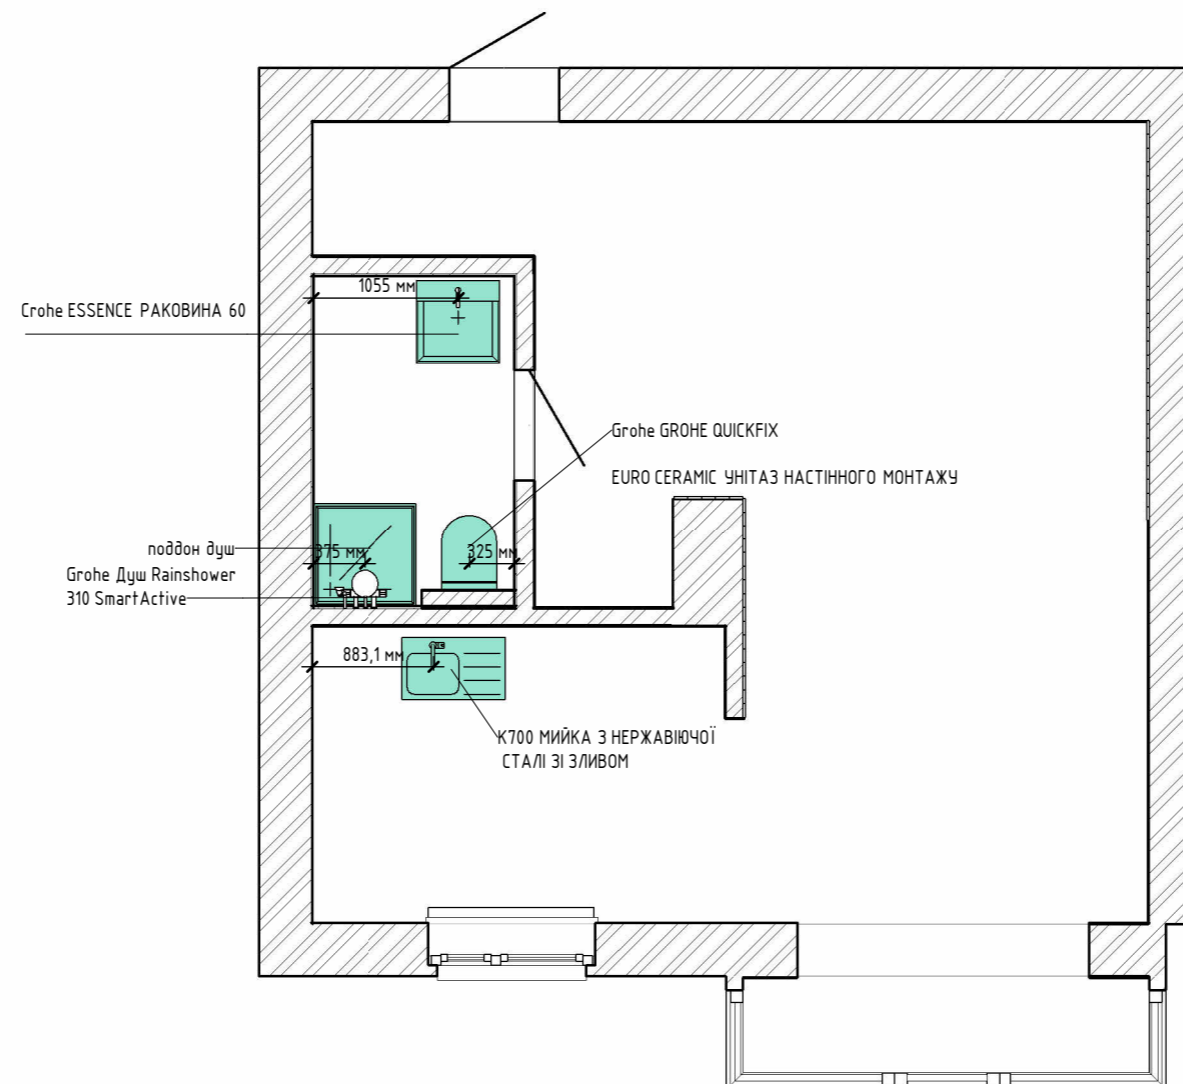 1055 мм
Crohe ESSENCE РАКОВИНА 60
Grohe GROHE QUICKFIX
EURO CERAMIC УНІТАЗ НАСТІННОГО МОНТАЖУ
поддон душ
375 мм
325 мм
Grohe Душ Rainshower
310 SmartActive
883,1 мм
K700 МИЙКА З НЕРЖАВІЮЧОЇ
СТАЛІ ЗІ ЗЛИВОМ